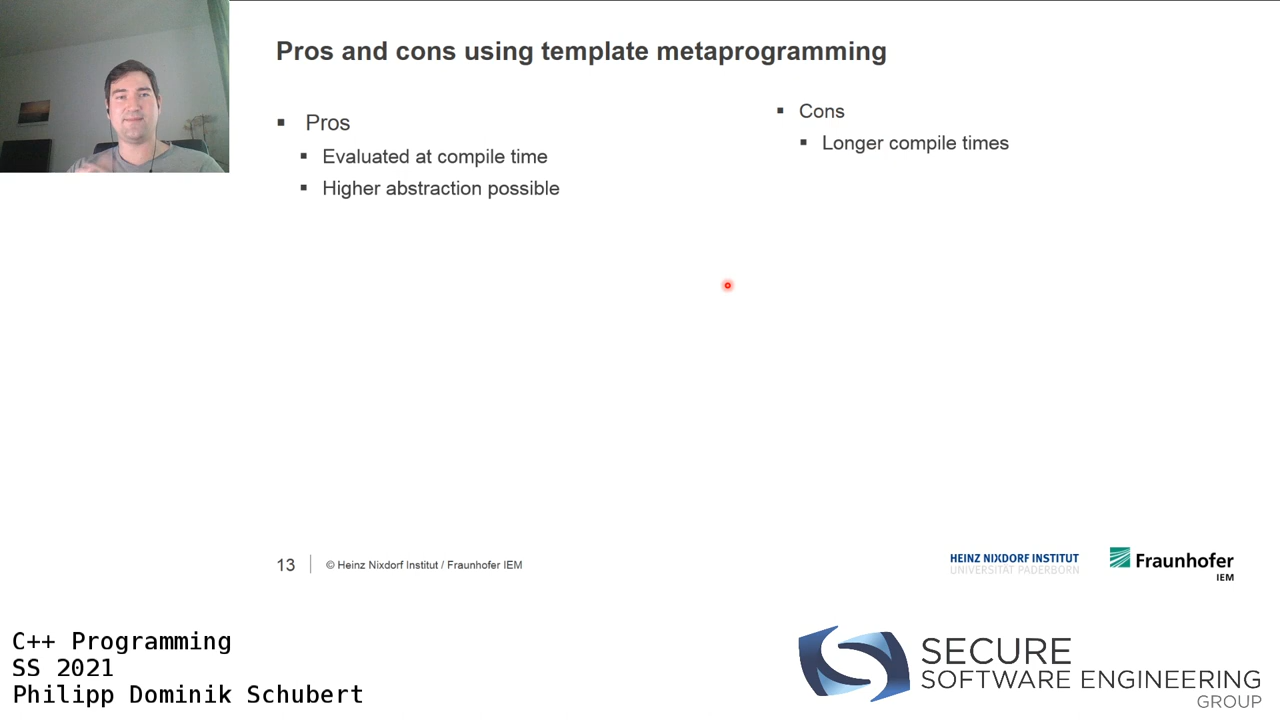 Pros and cons using template metaprogramming
▪ Pros
▪ Evaluated at compile time
▪ Higher abstraction possible
▪ Cons
▪ Longer compile times
13
© Heinz Nixdorf Institut / Fraunhofer IEM
HEINZ NIXDORF INSTITUT
UNIVERSITÄT PADERBORN
Fraunhofer
IEM
C++ Programming
SS 2021
Philipp Dominik Schubert
SECURE
SOFTWARE ENGINEERING
GROUP